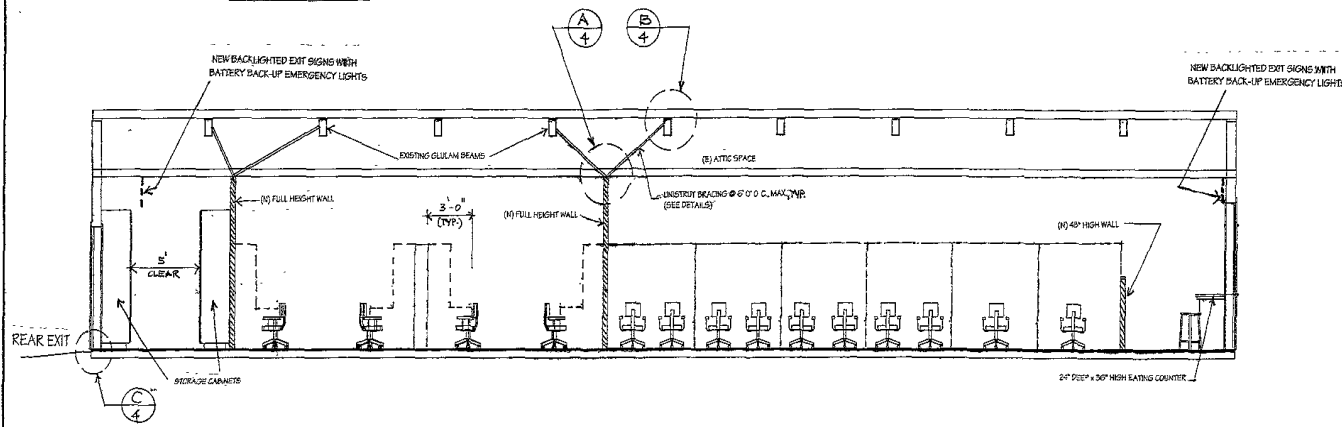 A
4
B
4
NEW BACKLIGHTED EXIT SIGNS WITH
BATTERY BACK-UP EMERGENCY LIGHTS
NEW BACKLIGHTED EXIT SIGNS WITH
BATTERY BACK-UP EMERGENCY LIGHTS
EXISTING GLULAM BEAMS
(E) ATTIC SPACE
UNISTRUT BRACING @ 6' O" O.C. MAX, TYP.
(SEE DETAILS)
(N) FULL HEIGHT WALL
3'-0"
(TYP.)
(N) FULL HEIGHT WALL
(N) 48" HIGH WALL
5'
CLEAR
REAR EXIT
STORAGE CABINETS
24" DEEP x 36" HIGH EATING COUNTER
C
4